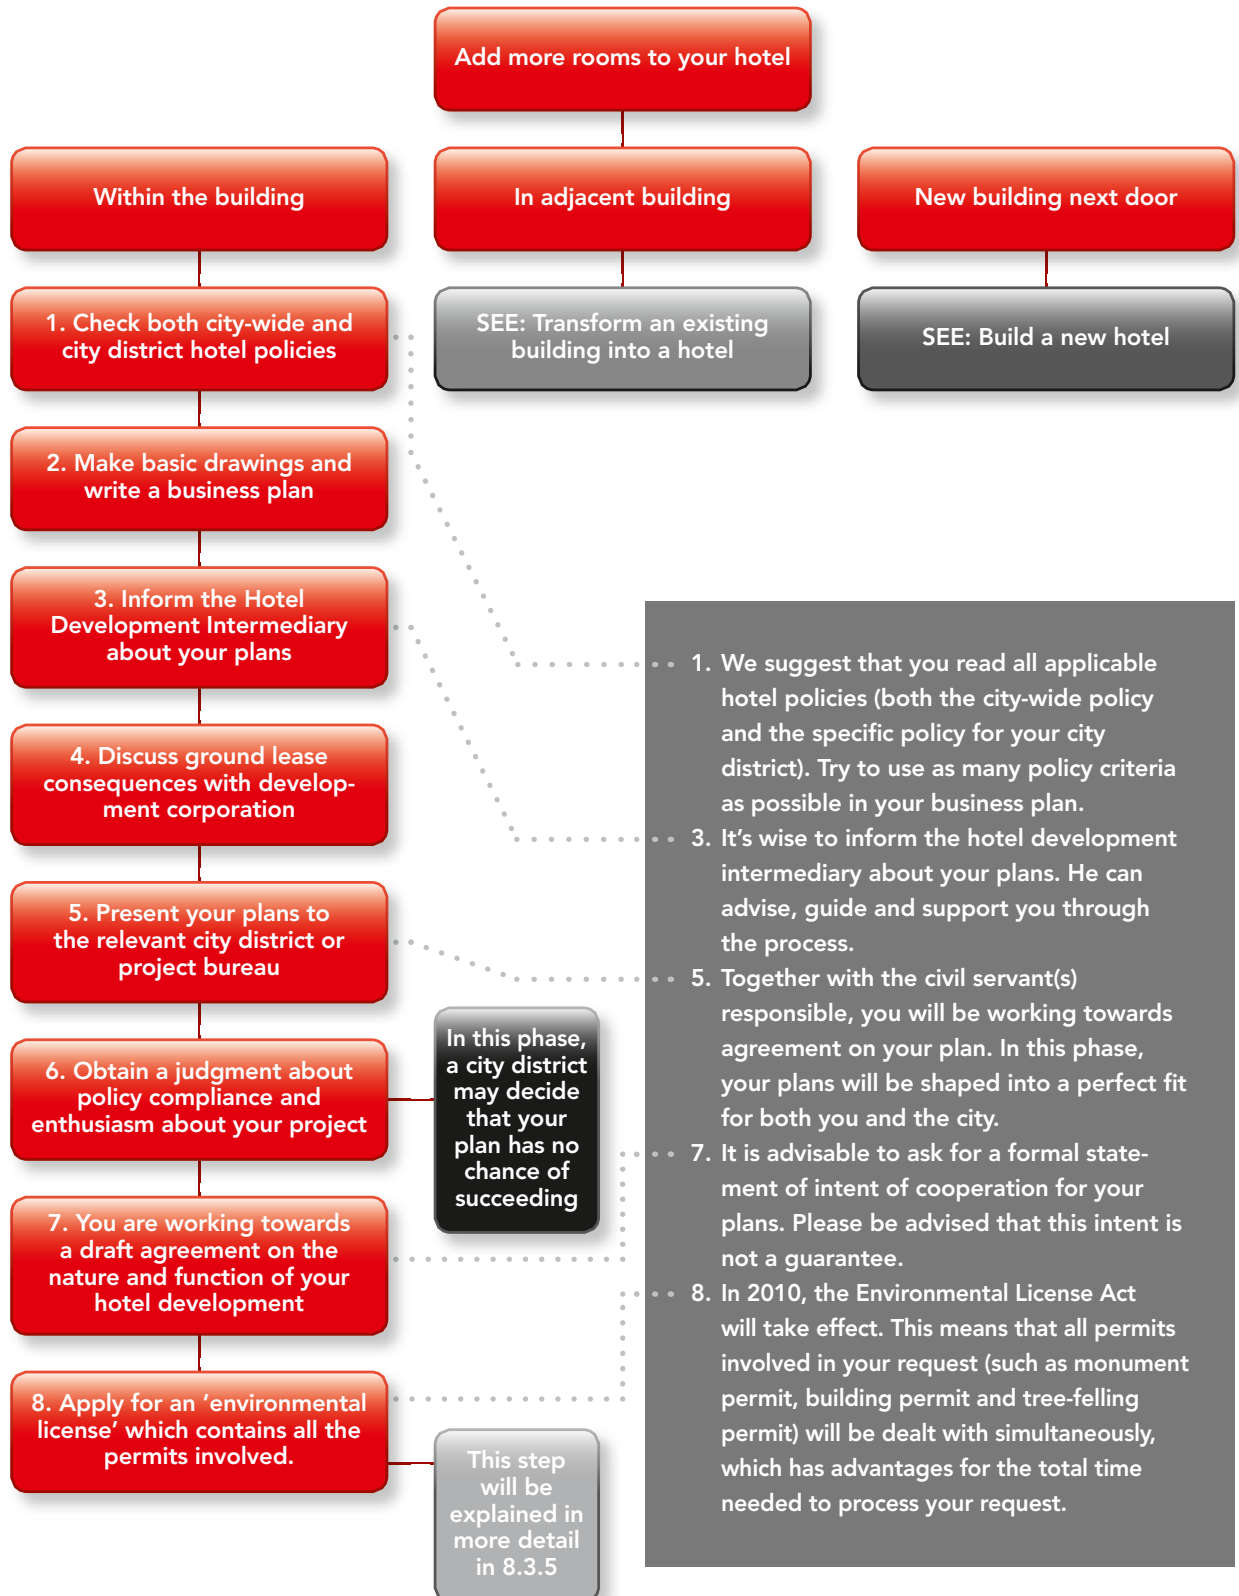 Add more rooms to your hotel
Within the building
In adjacent building
New building next door
1. Check both city-wide and
city district hotel policies
SEE: Transform an existing
building into a hotel
SEE: Build a new hotel
2. Make basic drawings and
write a business plan
3. Inform the Hotel
Development Intermediary
about your plans
4. Discuss ground lease
consequences with develop-
ment corporation
5. Present your plans to
the relevant city district or
project bureau
6. Obtain a judgment about
policy compliance and
enthusiasm about your project
In this phase,
a city district
may decide
that your
plan has no
chance of
succeeding
7. You are working towards
a draft agreement on the
nature and function of your
hotel development
8. Apply for an ‘environmental
license’ which contains all the
permits involved.
This step
will be
explained in
more detail
in 8.3.5
1. We suggest that you read all applicable
hotel policies (both the city-wide policy
and the specific policy for your city
district). Try to use as many policy criteria
as possible in your business plan.
3. It’s wise to inform the hotel development
intermediary about your plans. He can
advise, guide and support you through
the process.
5. Together with the civil servant(s)
responsible, you will be working towards
agreement on your plan. In this phase,
your plans will be shaped into a perfect fit
for both you and the city.
7. It is advisable to ask for a formal state-
ment of intent of cooperation for your
plans. Please be advised that this intent is
not a guarantee.
8. In 2010, the Environmental License Act
will take effect. This means that all permits
involved in your request (such as monument
permit, building permit and tree-felling
permit) will be dealt with simultaneously,
which has advantages for the total time
needed to process your request.